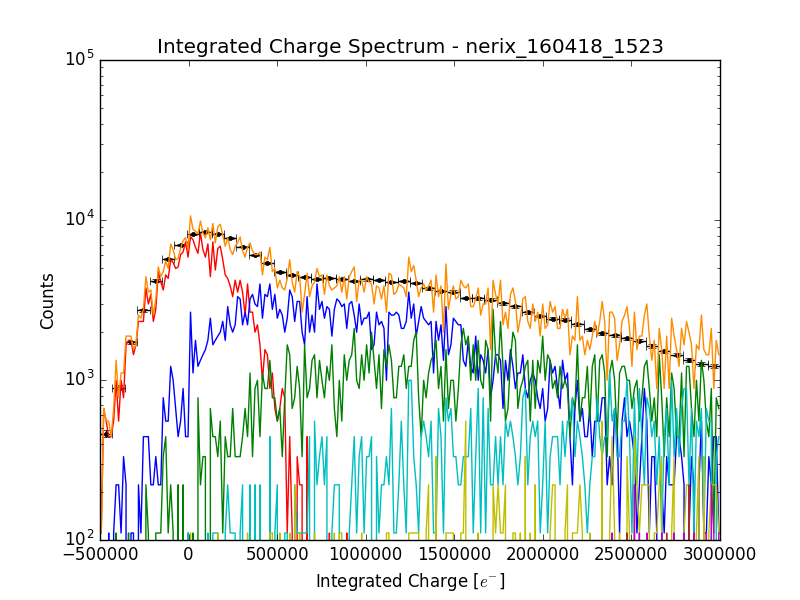 Integrated Charge Spectrum - nerix_160418_1523
10^5
10^4
10^3
10^2
Counts
−500000 0 500000 1000000 1500000 2000000 2500000 3000000
Integrated Charge [e^−]